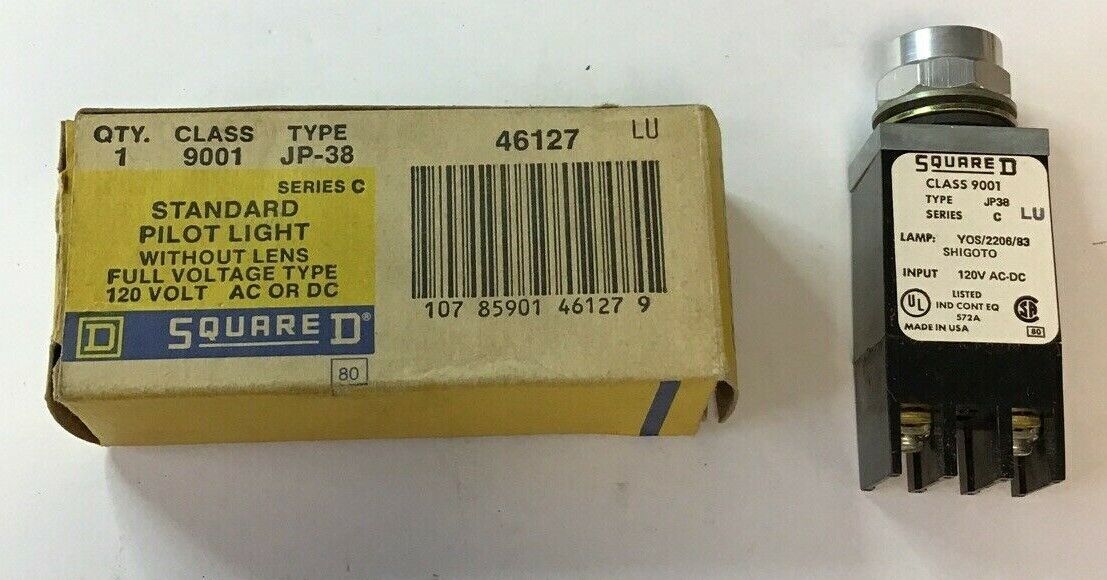 QTY. CLASS TYPE
1 9001 JP-38
SERIES C
STANDARD
PILOT LIGHT
WITHOUT LENS
FULL VOLTAGE TYPE
120 VOLT AC OR DC
D SQUARE D®
80
46127 LU
107 85901 46127 9
SQUARE D
CLASS 9001
TYPE JP38
SERIES C LU
LAMP: YOS/2206/83
SHIGOTO
INPUT 120V AC-DC
UL LISTED SA
IND CONT EQ
572A
MADE IN USA 80